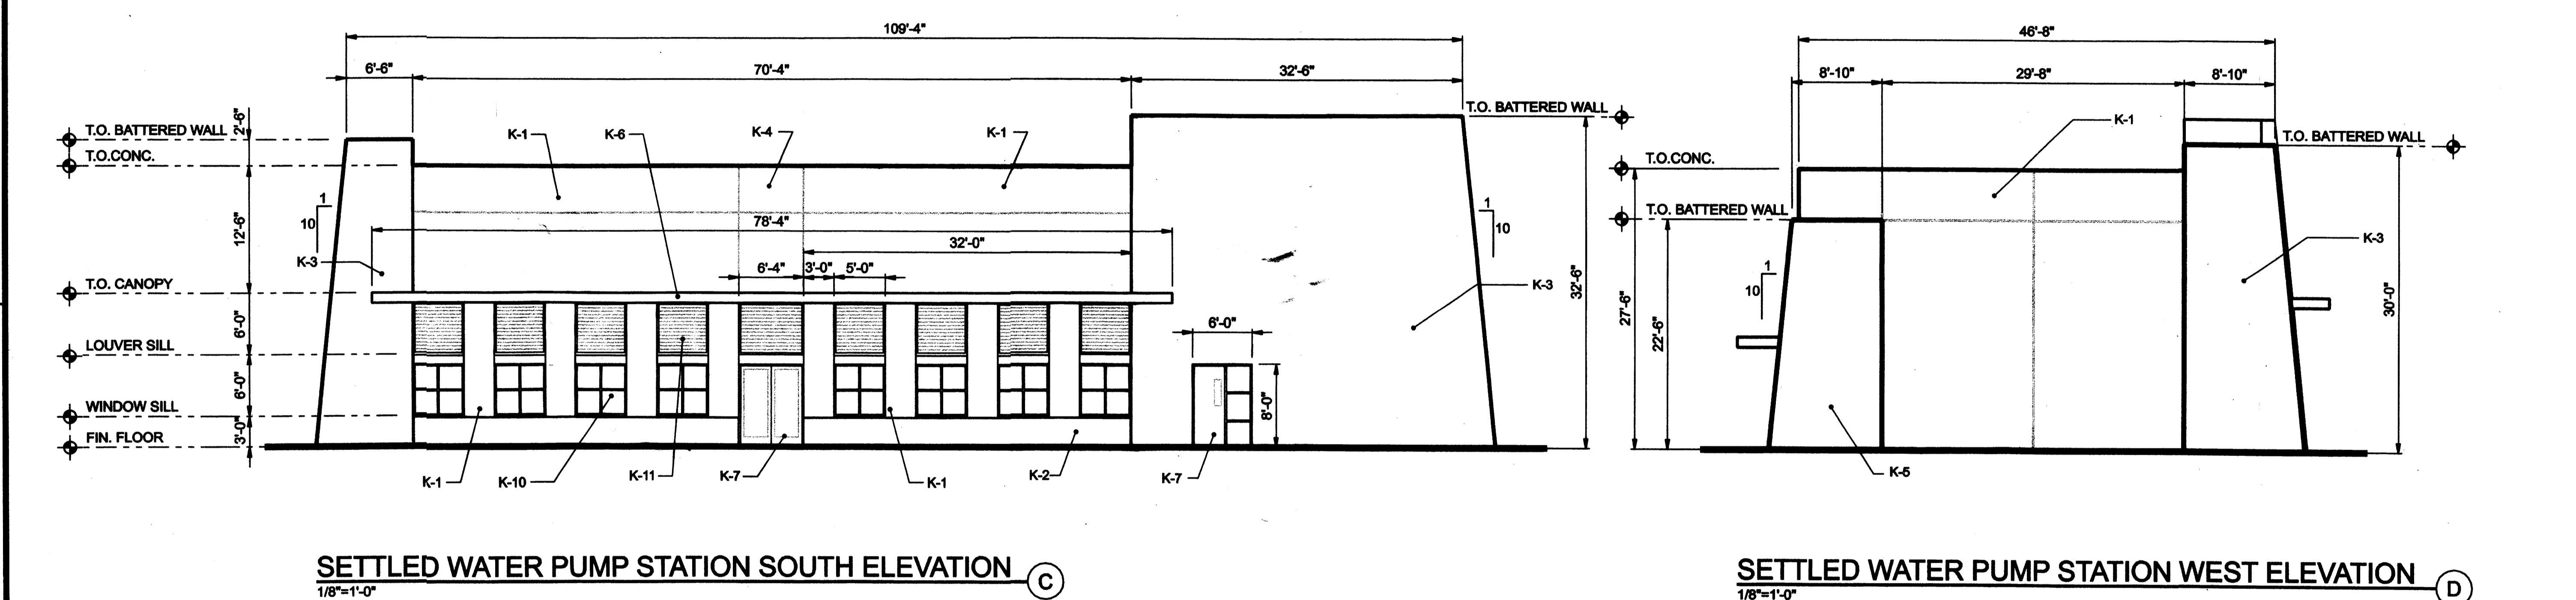 109'-4"
6'-6" 70'-4" 32'-6"
T.O. BATTERED WALL 2'-6"
T.O.CONC.
K-1 K-6 K-4 K-1
T.O. BATTERED WALL
1
10
12'-6"
78'-4"
32'-0"
K-3
6'-4" 3'-0" 5'-0"
T.O. CANOPY
1
10
K-3
32'-6"
6'-0"
LOUVER SILL
6'-0"
6'-0"
WINDOW SILL
8'-0"
FIN. FLOOR 3'-0"
K-1 K-10 K-11 K-7 K-1 K-2 K-7
SETTLED WATER PUMP STATION SOUTH ELEVATION C
1/8"=1'-0"
46'-8"
8'-10" 29'-8" 8'-10"
K-1
T.O. BATTERED WALL
T.O.CONC.
T.O. BATTERED WALL
K-3
1
10
27'-6"
22'-6"
30'-0"
K-5
SETTLED WATER PUMP STATION WEST ELEVATION D
1/8"=1'-0"